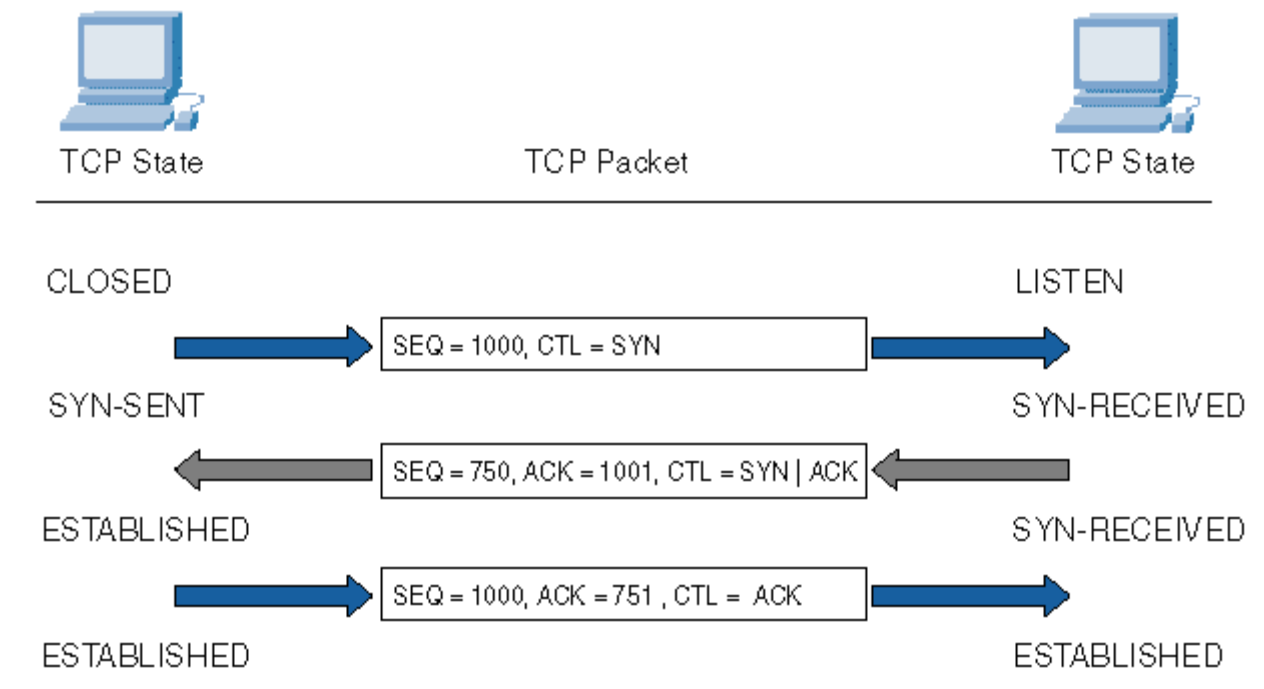 TCP State TCP Packet TCP State
CLOSED LISTEN
SEQ = 1000, CTL = SYN
SYN-SENT SYN-RECEIVED
SEQ = 750, ACK = 1001, CTL = SYN | ACK
ESTABLISHED SYN-RECEIVED
SEQ = 1000, ACK =751 , CTL = ACK
ESTABLISHED ESTABLISHED